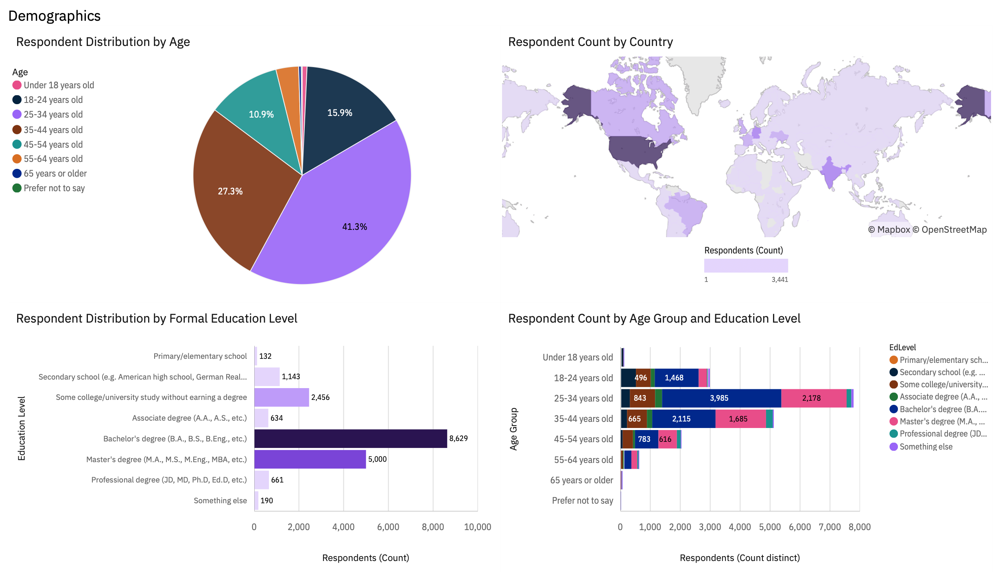 Demographics
Respondent Distribution by Age
Age
Under 18 years old
18-24 years old
25-34 years old
35-44 years old
45-54 years old
55-64 years old
65 years or older
Prefer not to say
15.9%
10.9%
27.3%
41.3%
Respondent Count by Country
© Mapbox © OpenStreetMap
Respondents (Count)
1 3,441
Respondent Distribution by Formal Education Level
Education Level
Primary/elementary school 132
Secondary school (e.g. American high school, German Real... 1,143
Some college/university study without earning a degree 2,456
Associate degree (A.A., A.S., etc.) 634
Bachelor's degree (B.A., B.S., B.Eng., etc.) 8,629
Master's degree (M.A., M.S., M.Eng., MBA, etc.) 5,000
Professional degree (JD, MD, Ph.D, Ed.D, etc.) 661
Something else 190
0 2,000 4,000 6,000 8,000 10,000
Respondents (Count)
Respondent Count by Age Group and Education Level
Age Group
Under 18 years old
18-24 years old 496 1,468
25-34 years old 843 3,985 2,178
35-44 years old 665 2,115 1,685
45-54 years old 783 616
55-64 years old
65 years or older
Prefer not to say
0 1,000 2,000 3,000 4,000 5,000 6,000 7,000 8,000
Respondents (Count distinct)
EdLevel
Primary/elementary sch...
Secondary school (e.g. ...
Some college/university...
Associate degree (A.A., ...
Bachelor's degree (B.A....
Master's degree (M.A., ...
Professional degree (JD...
Something else